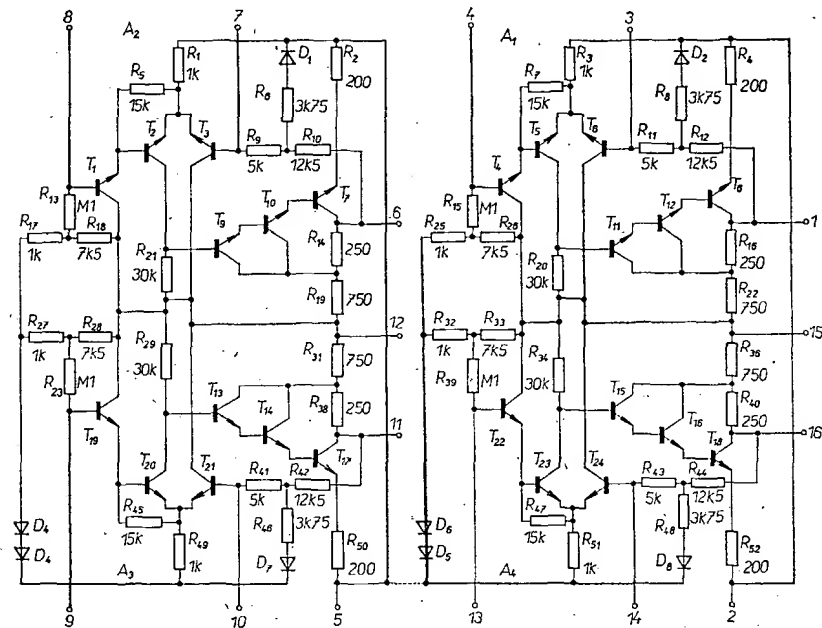 8
A₂
7
4
A₁
3
R₅
15k
R₁
1k
D₁
R₆
3k75
R₂
200
R₇
15k
R₃
1k
D₂
R₈
3k75
R₄
200
T₂
T₃
R₉
5k
R₁₀
12k5
T₅
T₆
R₁₁
5k
R₁₂
12k5
T₁
R₁₃
M1
T₉
T₁₀
T₇
6
T₄
R₁₅
M1
T₁₁
T₁₂
T₈
1
R₁₇
1k
R₁₈
7k5
R₂₁
30k
R₁₄
250
R₁₉
750
R₂₅
1k
R₂₆
7k5
R₂₀
30k
R₁₆
250
R₂₂
750
12
15
R₂₇
1k
R₂₈
7k5
R₂₉
30k
R₃₁
750
R₃₂
1k
R₃₃
7k5
R₃₄
30k
R₃₆
750
R₂₃
M1
T₁₃
T₁₄
R₃₈
250
11
R₃₉
M1
T₁₅
T₁₆
R₄₀
250
16
T₁₉
T₂₀
T₂₁
R₄₁
5k
R₄₂
12k5
T₁₇
T₂₂
T₂₃
T₂₄
R₄₃
5k
R₄₄
12k5
T₁₈
R₄₅
15k
R₄₆
3k75
R₄₇
15k
R₄₈
3k75
D₄
D₄
R₄₉
1k
D₇
R₅₀
200
D₆
D₅
R₅₁
1k
D₈
R₅₂
200
A₃
A₄
9
10
5
13
14
2